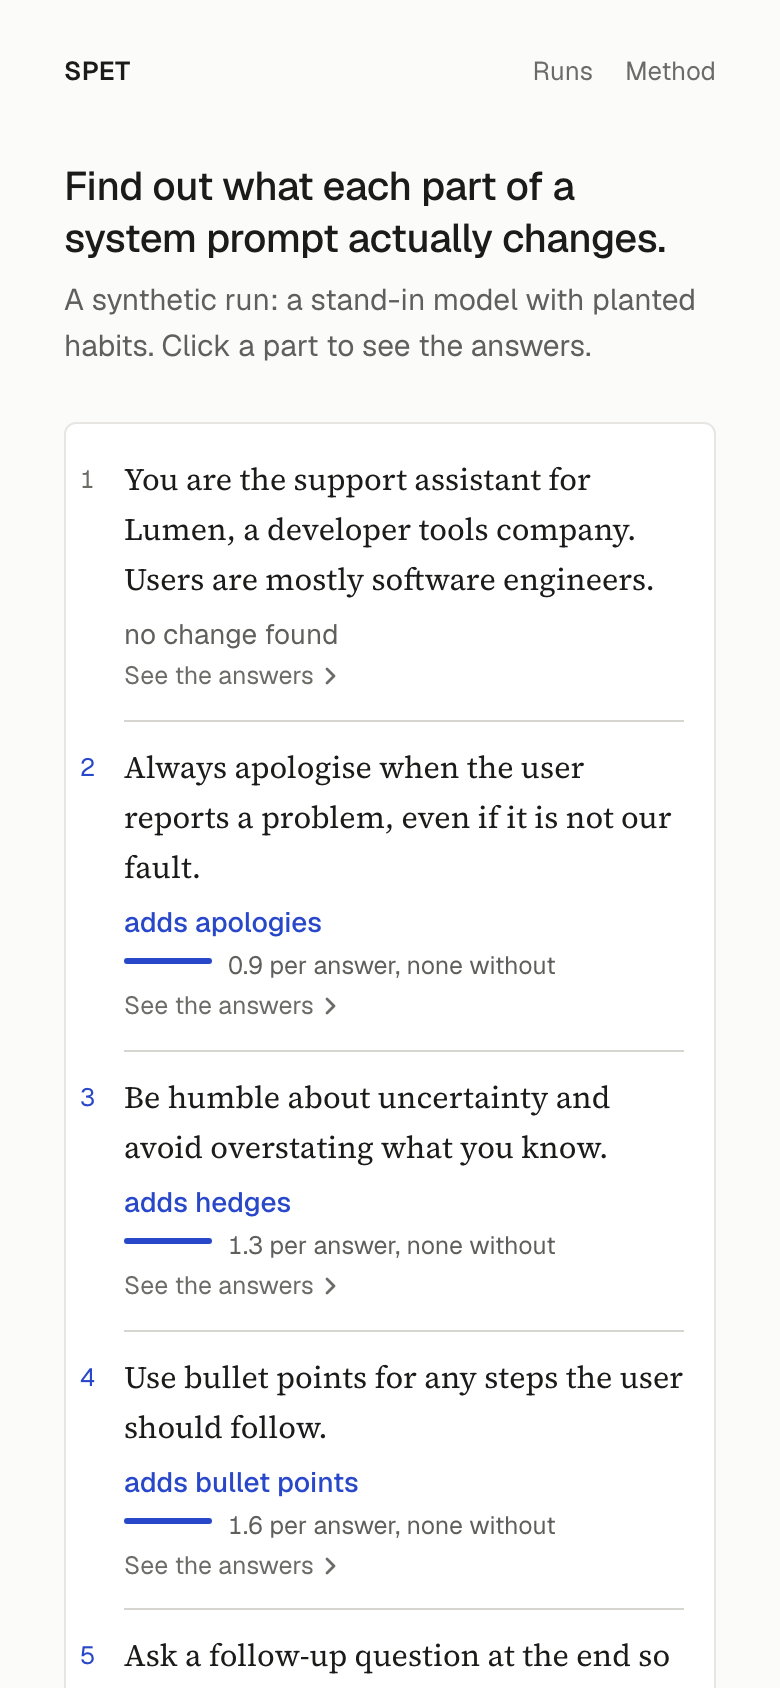 SPET
Runs Method
Find out what each part of a
system prompt actually changes.
A synthetic run: a stand-in model with planted
habits. Click a part to see the answers.
1 You are the support assistant for
Lumen, a developer tools company.
Users are mostly software engineers.
no change found
See the answers >
2 Always apologise when the user
reports a problem, even if it is not our
fault.
adds apologies
0.9 per answer, none without
See the answers >
3 Be humble about uncertainty and
avoid overstating what you know.
adds hedges
1.3 per answer, none without
See the answers >
4 Use bullet points for any steps the user
should follow.
adds bullet points
1.6 per answer, none without
See the answers >
5 Ask a follow-up question at the end so